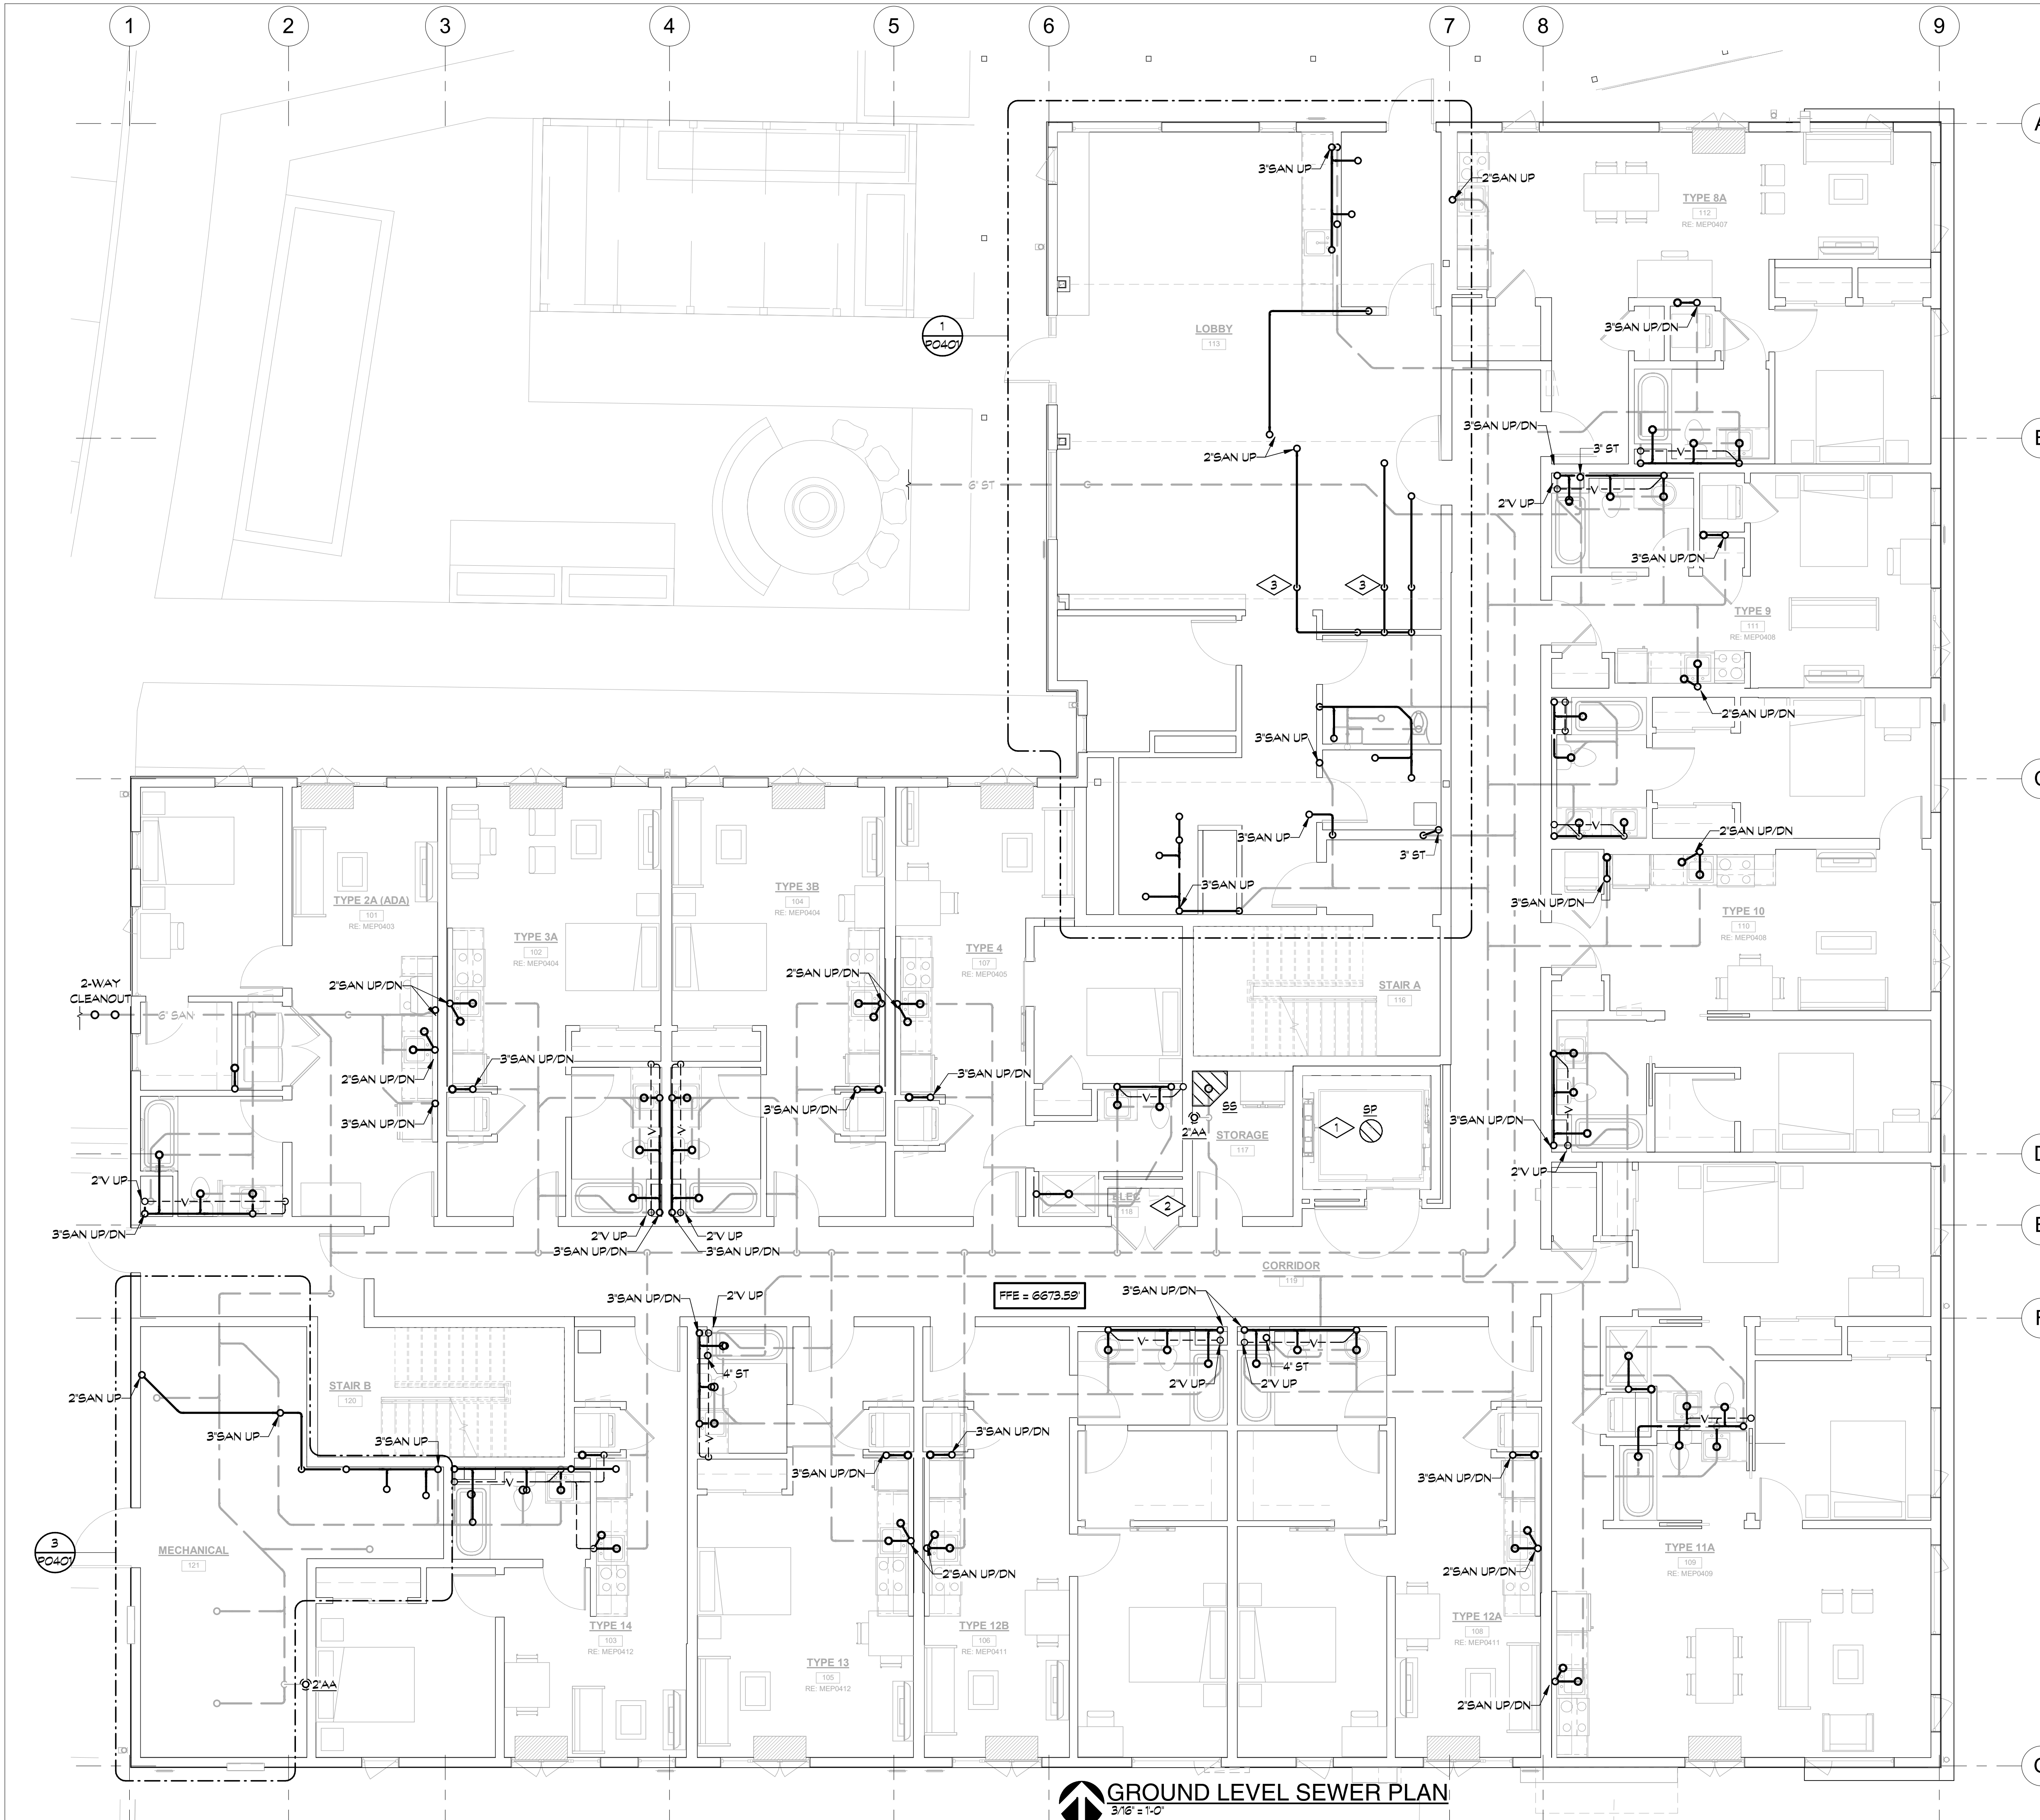 1
2
3
4
5
6
7
8
9
3"SAN UP
2"SAN UP
TYPE 8A
112
RE: MEP0407
1
P0401
LOBBY
113
3"SAN UP/DN
3"SAN UP/DN
3" ST
2"SAN UP
6" ST
2"V UP
3"SAN UP/DN
3
3
TYPE 9
111
RE: MEP0408
2"SAN UP/DN
3"SAN UP
3"SAN UP
3" ST
2"SAN UP/DN
3"SAN UP
3"SAN UP/DN
TYPE 10
110
RE: MEP0408
TYPE 2A (ADA)
101
RE: MEP0403
TYPE 3A
102
RE: MEP0404
TYPE 3B
104
RE: MEP0404
TYPE 4
107
RE: MEP0405
STAIR A
116
2-WAY
CLEANOUT
6" SAN
2"SAN UP/DN
2"SAN UP/DN
2"SAN UP/DN
3"SAN UP/DN
3"SAN UP/DN
3"SAN UP/DN
3"SAN UP/DN
SS
2"AA
STORAGE
117
SP
1
3"SAN UP/DN
2"V UP
2"V UP
V
V
V
V
3"SAN UP/DN
ELEC
118
2
2"V UP
3"SAN UP/DN
2"V UP
3"SAN UP/DN
CORRIDOR
119
FFE = 6673.59'
3"SAN UP/DN
2"V UP
3"SAN UP/DN
4" ST
2"V UP
4" ST
2"V UP
STAIR B
120
2"SAN UP
3"SAN UP
3"SAN UP
3"SAN UP/DN
3"SAN UP/DN
3"SAN UP/DN
3
P0401
MECHANICAL
121
2"SAN UP/DN
2"SAN UP/DN
TYPE 11A
109
RE: MEP0409
TYPE 14
103
RE: MEP0412
TYPE 13
105
RE: MEP0412
TYPE 12B
106
RE: MEP0411
TYPE 12A
108
RE: MEP0411
2"AA
2"SAN UP/DN
GROUND LEVEL SEWER PLAN
3/16" = 1'-0"